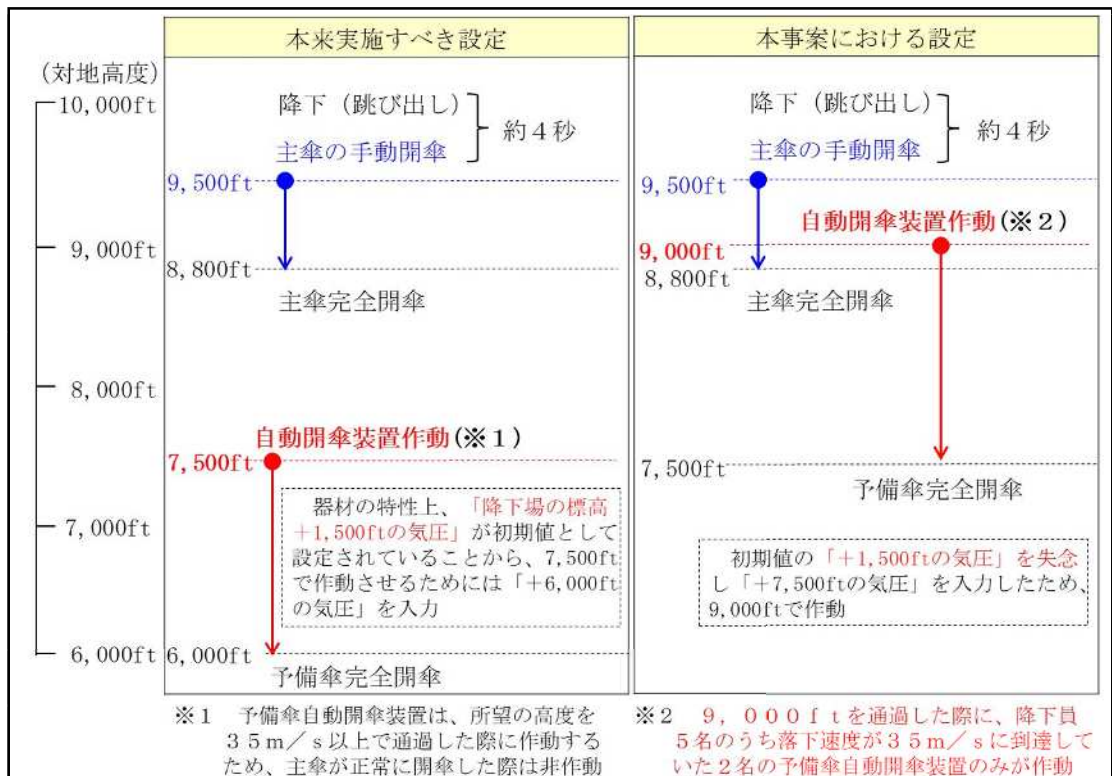 本来実施すべき設定
(対地高度)
10,000ft
9,000ft
8,000ft
7,000ft
6,000ft
降下（跳び出し）
約４秒
主傘の手動開傘
9,500ft
8,800ft
主傘完全開傘
自動開傘装置作動(※１)
7,500ft
器材の特性上、「降下場の標高
＋1,500ftの気圧」が初期値として
設定されていることから、7,500ft
で作動させるためには「＋6,000ft
の気圧」を入力
6,000ft
予備傘完全開傘
※１　予備傘自動開傘装置は、所望の高度を
３５ｍ／ｓ以上で通過した際に作動する
ため、主傘が正常に開傘した際は非作動
本事案における設定
降下（跳び出し）
約４秒
主傘の手動開傘
9,500ft
自動開傘装置作動(※２)
9,000ft
8,800ft
主傘完全開傘
7,500ft
予備傘完全開傘
初期値の「＋1,500ftの気圧」を失念
し「＋7,500ftの気圧」を入力したため、
9,000ftで作動
※２　９，０００ｆｔを通過した際に、降下員
５名のうち落下速度が３５ｍ／ｓに到達して
いた２名の予備傘自動開傘装置のみが作動